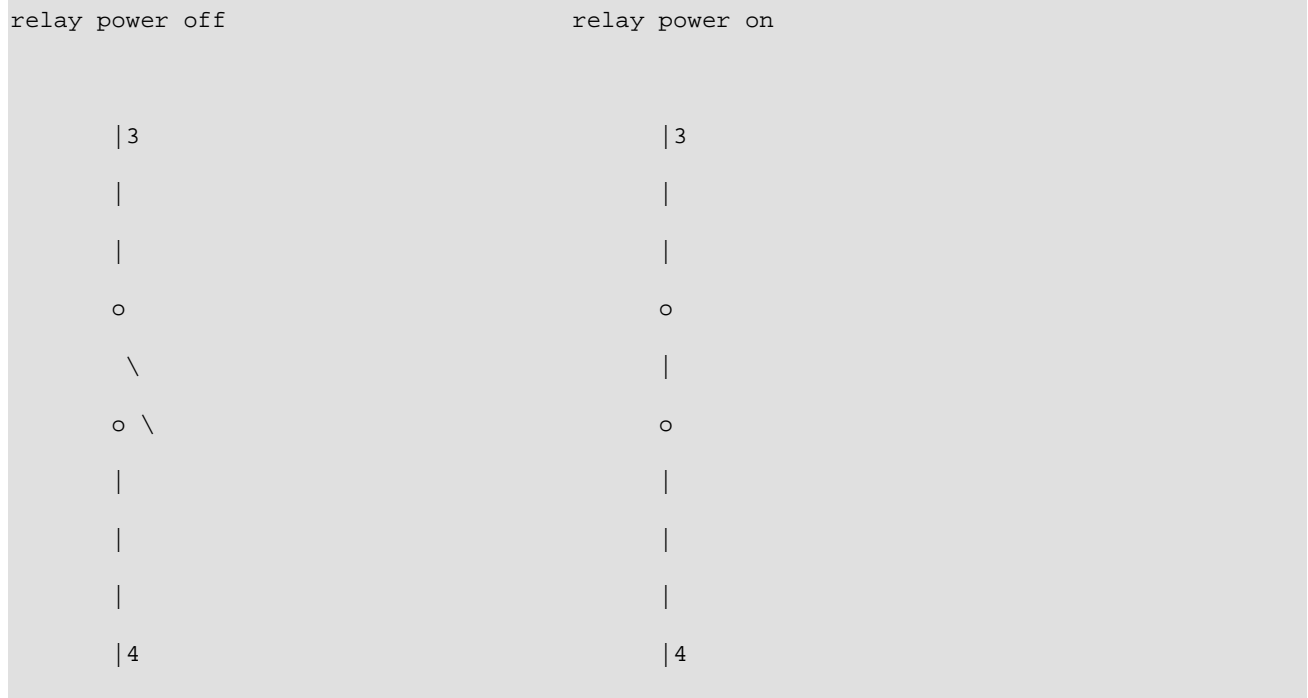 relay power off                        relay power on
       |3                                    |3
       |                                     |
       |                                     |
       o                                     o
        \                                    |
       o \                                   o
       |                                     |
       |                                     |
       |                                     |
       |4                                    |4